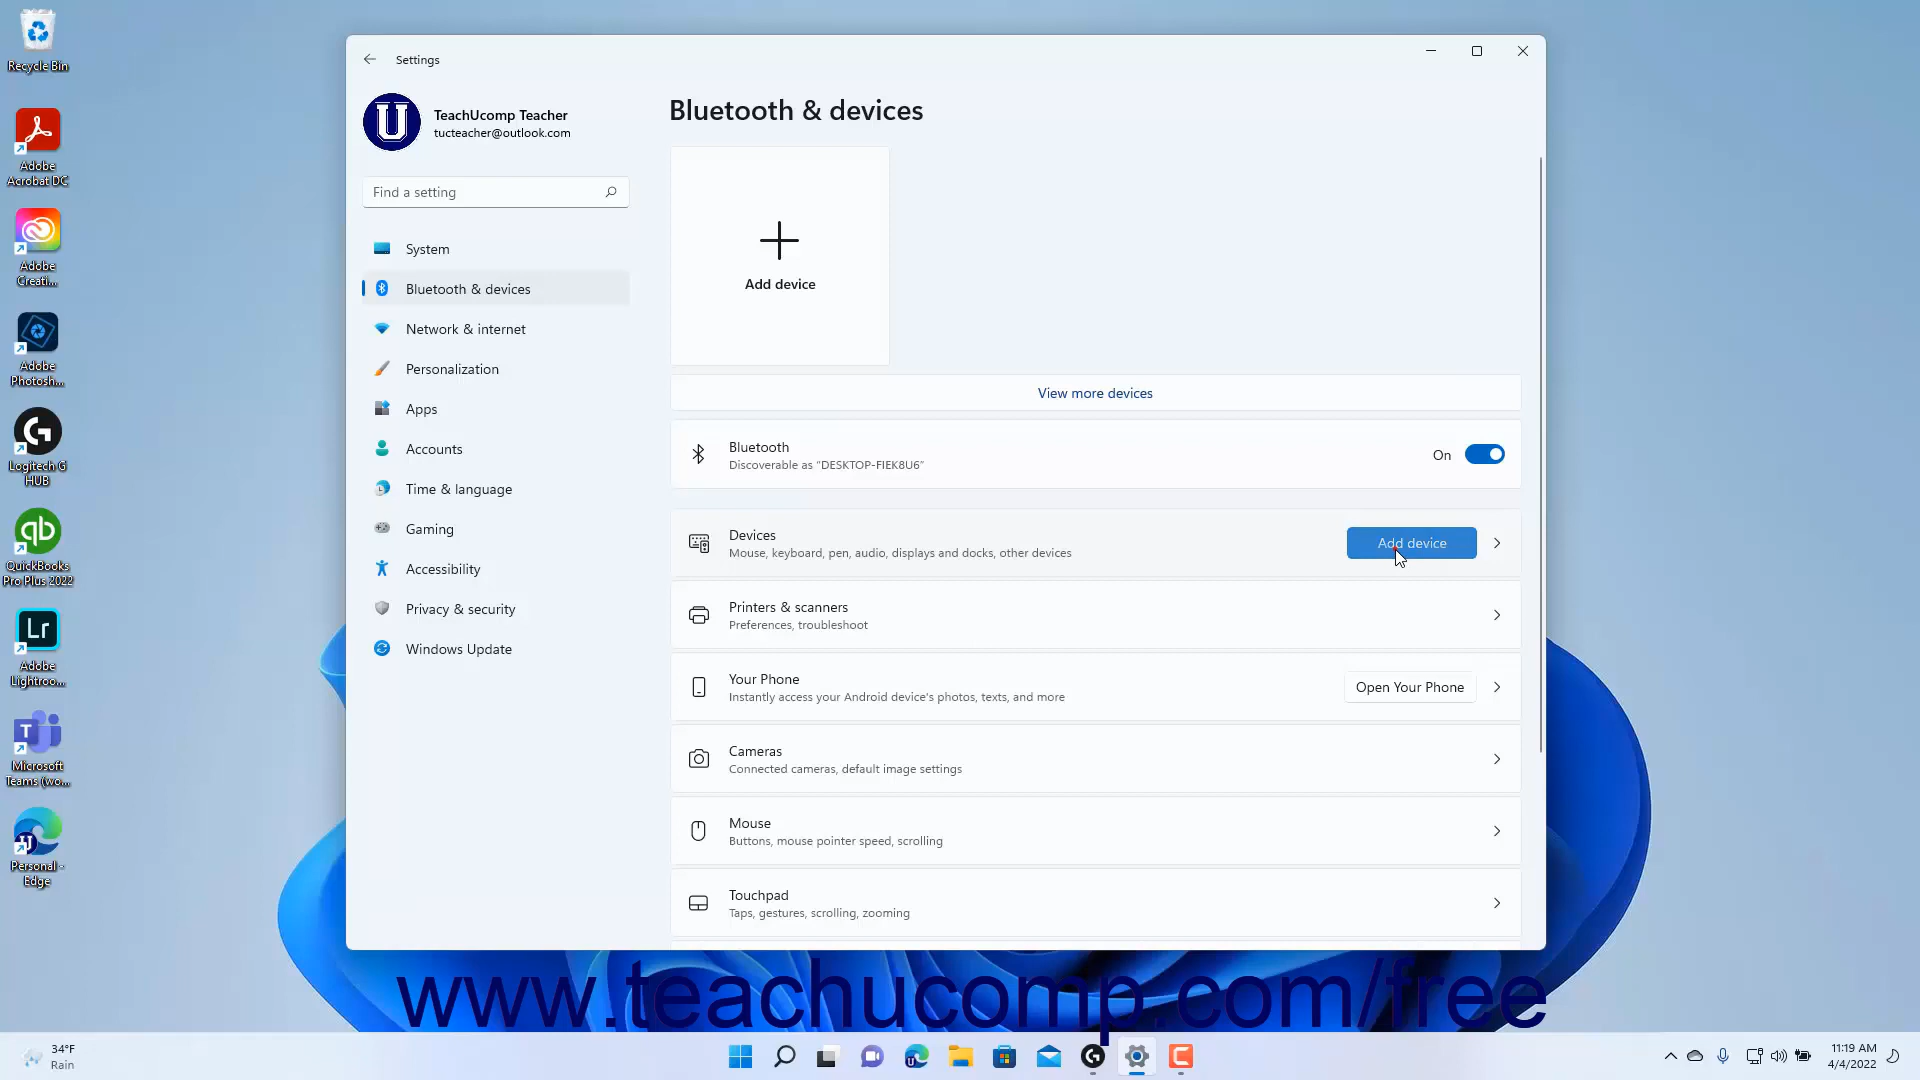 Recycle Bin
Adobe
Acrobat DC
Adobe
Creati...
Adobe
Photosh...
Logitech G
HUB
QuickBooks
Pro Plus 2022
Lr
Adobe
Lightroo...
Microsoft
Teams (wo...
Personal -
Edge
Settings
TeachUcomp Teacher
tucteacher@outlook.com
Find a setting
System
Bluetooth & devices
Network & internet
Personalization
Apps
Accounts
Time & language
Gaming
Accessibility
Privacy & security
Windows Update
Bluetooth & devices
Add device
View more devices
Bluetooth
Discoverable as "DESKTOP-FIEK8U6"
On
Devices
Mouse, keyboard, pen, audio, displays and docks, other devices
Add device
Printers & scanners
Preferences, troubleshoot
Your Phone
Instantly access your Android device's photos, texts, and more
Open Your Phone
Cameras
Connected cameras, default image settings
Mouse
Buttons, mouse pointer speed, scrolling
Touchpad
Taps, gestures, scrolling, zooming
www.teachucomp.com/free
34°F
Rain
11:19 AM
4/4/2022